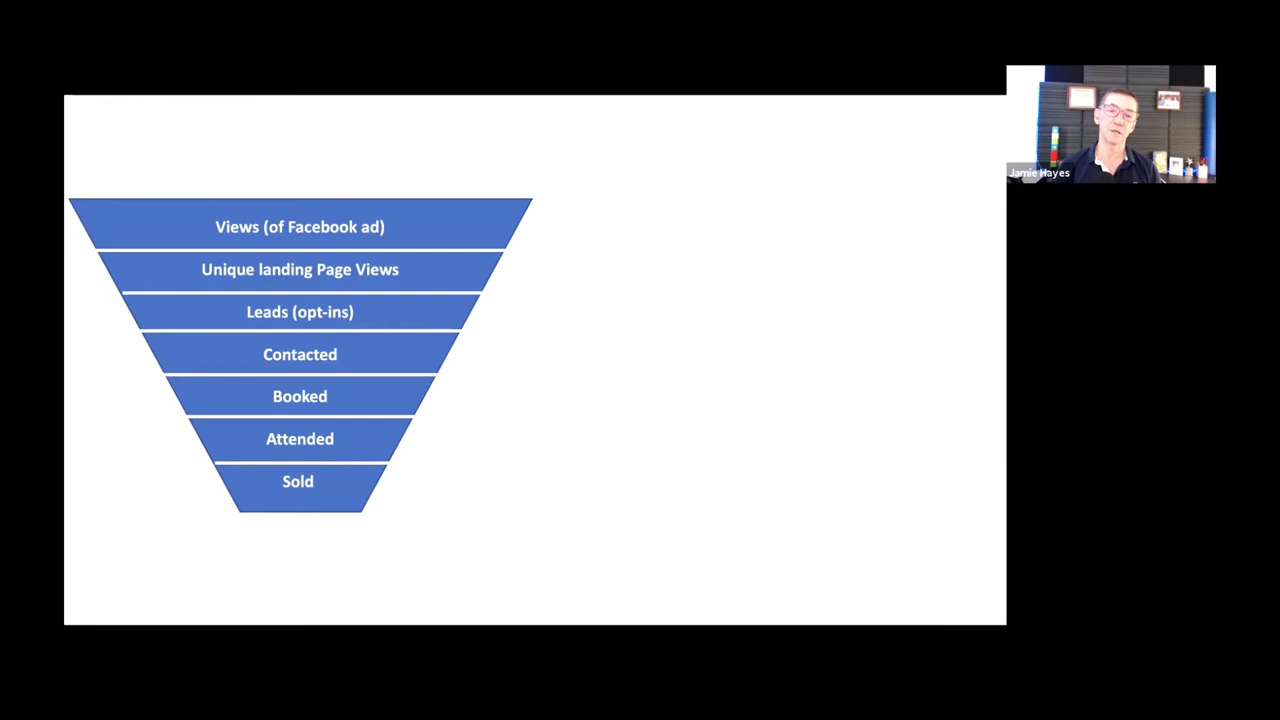 Jamie Hayes
Views (of Facebook ad)
Unique landing Page Views
Leads (opt-ins)
Contacted
Booked
Attended
Sold